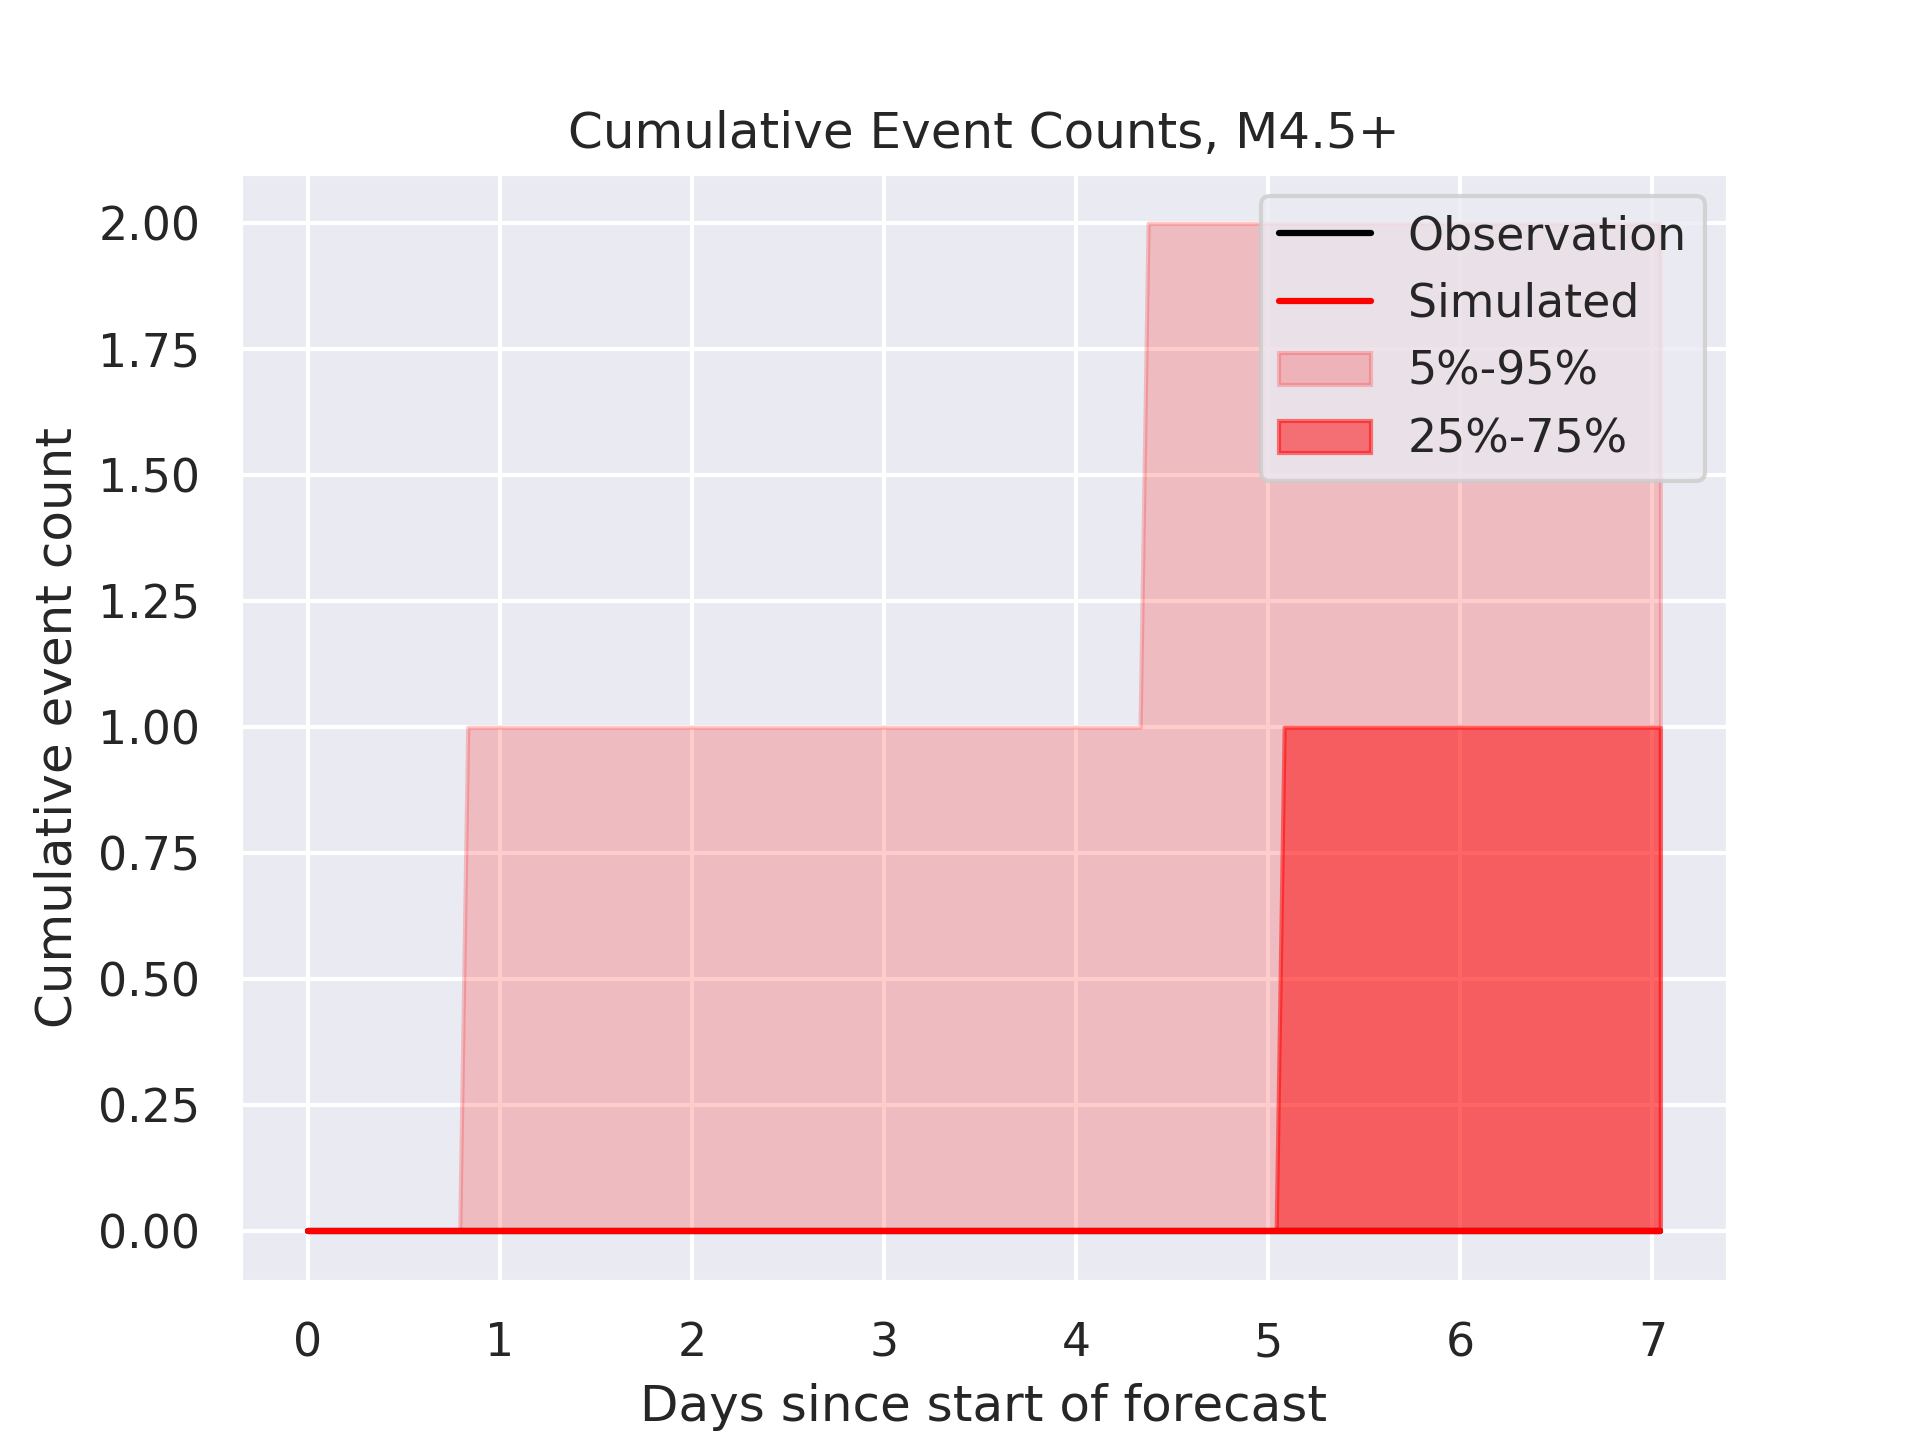 Cumulative Event Counts, M4.5+
Observation
Simulated
5%-95%
25%-75%
Cumulative event count
2.00
1.75
1.50
1.25
1.00
0.75
0.50
0.25
0.00
0 1 2 3 4 5 6 7
Days since start of forecast